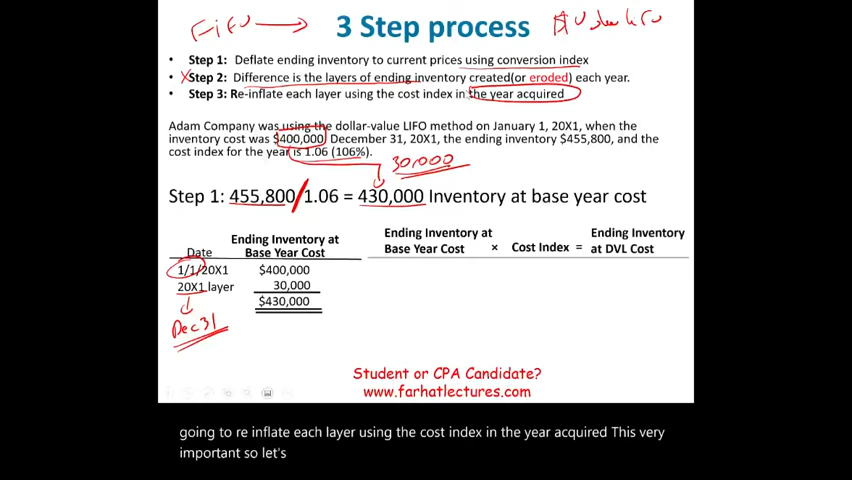 FiFO
3 Step process
• Step 1: Deflate ending inventory to current prices using conversion index
• Step 2: Difference is the layers of ending inventory created(or eroded) each year.
• Step 3: Re-inflate each layer using the cost index in the year acquired
Adam Company was using the dollar-value LIFO method on January 1, 20X1, when the
inventory cost was $400,000 December 31, 20X1, the ending inventory $455,800, and the
cost index for the year is 1.06 (106%).
30,000
Step 1: 455,800/1.06 = 430,000 Inventory at base year cost
Date Ending Inventory at
Base Year Cost
1/1/20X1 $400,000
20X1 layer 30,000
$430,000
Dec 31
Ending Inventory at
Base Year Cost × Cost Index = Ending Inventory
at DVL Cost
Student or CPA Candidate?
www.farhatlectures.com
going to re inflate each layer using the cost index in the year acquired This very
important so let's